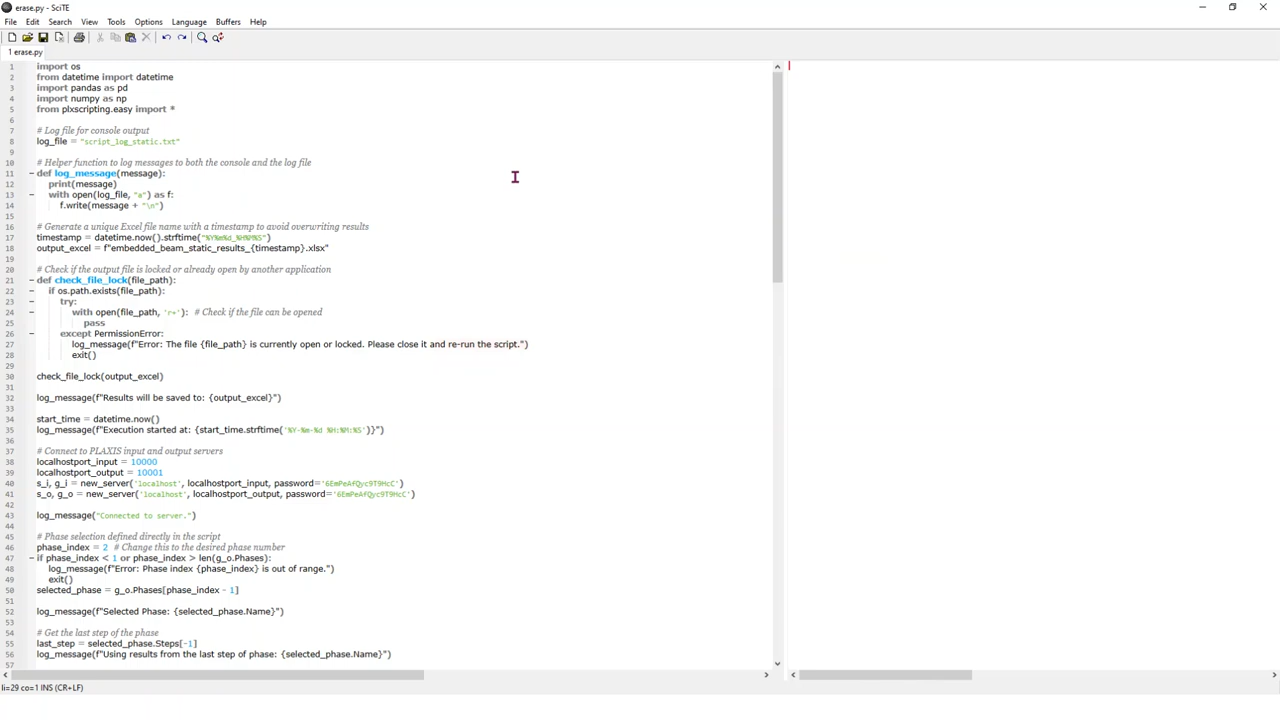 erase.py - SciTE
File Edit Search View Tools Options Language Buffers Help
1 erase.py
1 import os
2 from datetime import datetime
3 import pandas as pd
4 import numpy as np
5 from plxscripting.easy import *
6
7 # Log file for console output
8 log_file = "script_log_static.txt"
9
10 # Helper function to log messages to both the console and the log file
11 def log_message(message):
12 print(message)
13 with open(log_file, "a") as f:
14 f.write(message + "\n")
15
16 # Generate a unique Excel file name with a timestamp to avoid overwriting results
17 timestamp = datetime.now().strftime("%Y%m%d_%H%M%S")
18 output_excel = f"embedded_beam_static_results_{timestamp}.xlsx"
19
20 # Check if the output file is locked or already open by another application
21 def check_file_lock(file_path):
22 if os.path.exists(file_path):
23 try:
24 with open(file_path, 'r+'): # Check if the file can be opened
25 pass
26 except PermissionError:
27 log_message(f"Error: The file {file_path} is currently open or locked. Please close it and re-run the script.")
28 exit()
29
30 check_file_lock(output_excel)
31
32 log_message(f"Results will be saved to: {output_excel}")
33
34 start_time = datetime.now()
35 log_message(f"Execution started at: {start_time.strftime('%Y-%m-%d %H:%M:%S')}")
36
37 # Connect to PLAXIS input and output servers
38 localhostport_input = 10000
39 localhostport_output = 10001
40 s_i, g_i = new_server('localhost', localhostport_input, password='6EmPeAfQyc9T9HcC')
41 s_o, g_o = new_server('localhost', localhostport_output, password='6EmPeAfQyc9T9HcC')
42
43 log_message("Connected to server.")
44
45 # Phase selection defined directly in the script
46 phase_index = 2 # Change this to the desired phase number
47 if phase_index < 1 or phase_index > len(g_o.Phases):
48 log_message(f"Error: Phase index {phase_index} is out of range.")
49 exit()
50 selected_phase = g_o.Phases[phase_index - 1]
51
52 log_message(f"Selected Phase: {selected_phase.Name}")
53
54 # Get the last step of the phase
55 last_step = selected_phase.Steps[-1]
56 log_message(f"Using results from the last step of phase: {selected_phase.Name}")
57
li=29 co=1 INS (CR+LF)